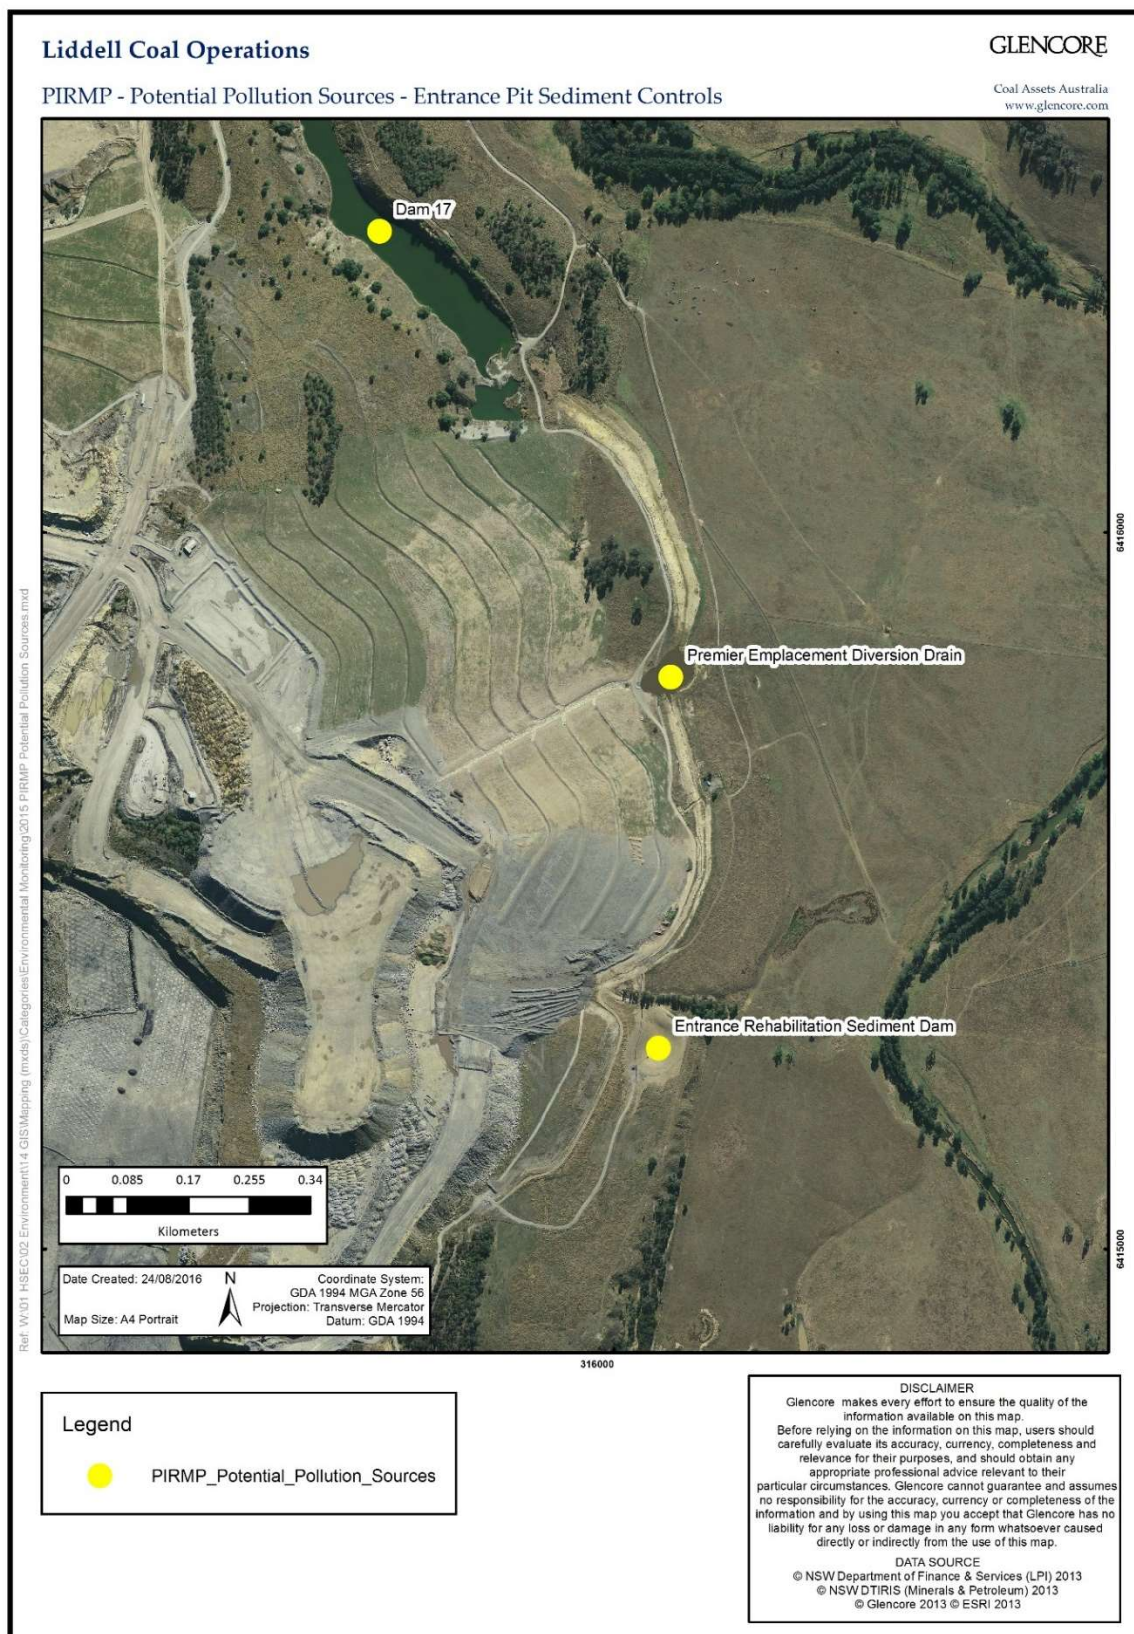 Liddell Coal Operations
GLENCORE
PIRMP - Potential Pollution Sources - Entrance Pit Sediment Controls
Coal Assets Australia
www.glencore.com
Dam 17
6416000
Premier Emplacement Diversion Drain
Entrance Rehabilitation Sediment Dam
0 0.085 0.17 0.255 0.34
Kilometers
6415000
Date Created: 24/08/2016
Map Size: A4 Portrait
N
Coordinate System:
GDA 1994 MGA Zone 56
Projection: Transverse Mercator
Datum: GDA 1994
316000
Ref: W:\01 HSEC\02 Environment\14 GIS\Mapping (mxds)\Categories\Environmental Monitoring\2015 PIRMP Potential Pollution Sources.mxd
Legend
PIRMP_Potential_Pollution_Sources
DISCLAIMER
Glencore makes every effort to ensure the quality of the
information available on this map.
Before relying on the information on this map, users should
carefully evaluate its accuracy, currency, completeness and
relevance for their purposes, and should obtain any
appropriate professional advice relevant to their
particular circumstances. Glencore cannot guarantee and assumes
no responsibility for the accuracy, currency or completeness of the
information and by using this map you accept that Glencore has no
liability for any loss or damage in any form whatsoever caused
directly or indirectly from the use of this map.
DATA SOURCE
© NSW Department of Finance & Services (LPI) 2013
© NSW DTIRIS (Minerals & Petroleum) 2013
© Glencore 2013 © ESRI 2013